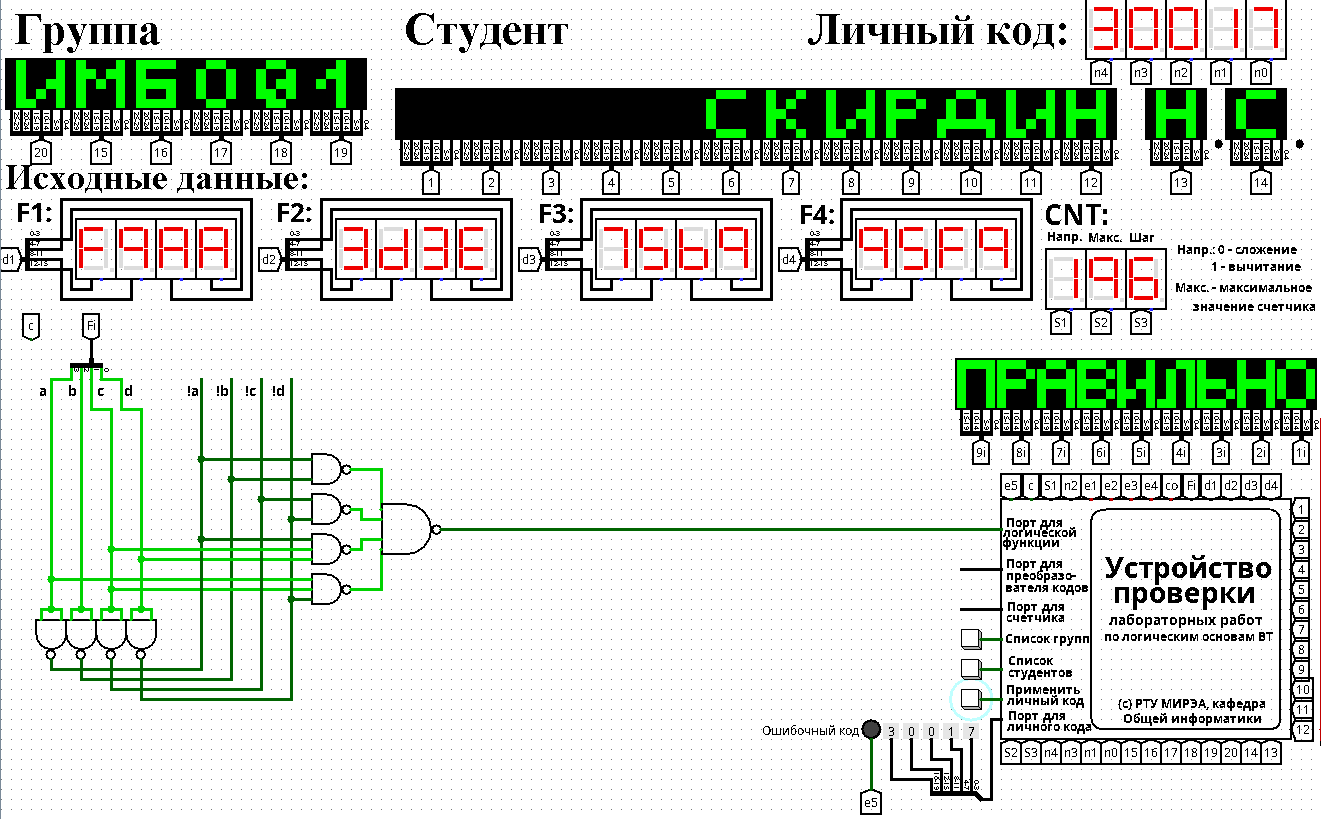 Группа
Студент
Личный код:
30017
n4 n3 n2 n1 n0
ИМБО01
СКИРДИН Н.С.
20 15 16 17 18 19
1 2 3 4 5 6 7 8 9 10 11 12 13 14
Исходные данные:
F1:
F2:
F3:
F4:
CNT:
d1 F9AA
d2 3d3E
d3 75b9
d4 95F9
Напр. Макс. Шаг
196
S1 S2 S3
Напр.: 0 - сложение
1 - вычитание
Макс. - максимальное
значение счетчика
c Fi
a b c d !a !b !c !d
ПРАВИЛЬНО
9i 8i 7i 6i 5i 4i 3i 2i 1i
e5 c S1 n2 e1 e2 e3 e4 co Fi d1 d2 d3 d4
Порт для
логической
функции
Порт для
преобразо-
вателя кодов
Порт для
счетчика
Список групп
Список
студентов
Применить
личный код
Порт для
личного кода
Устройство
проверки
лабораторных работ
по логическим основам ВТ
(c) РТУ МИРЭА, кафедра
Общей информатики
1
2
3
4
5
6
7
8
9
10
11
12
Ошибочный код
3 0 0 1 7
e5
S2 S3 n4 n3 n1 n0 15 16 17 18 19 20 14 13